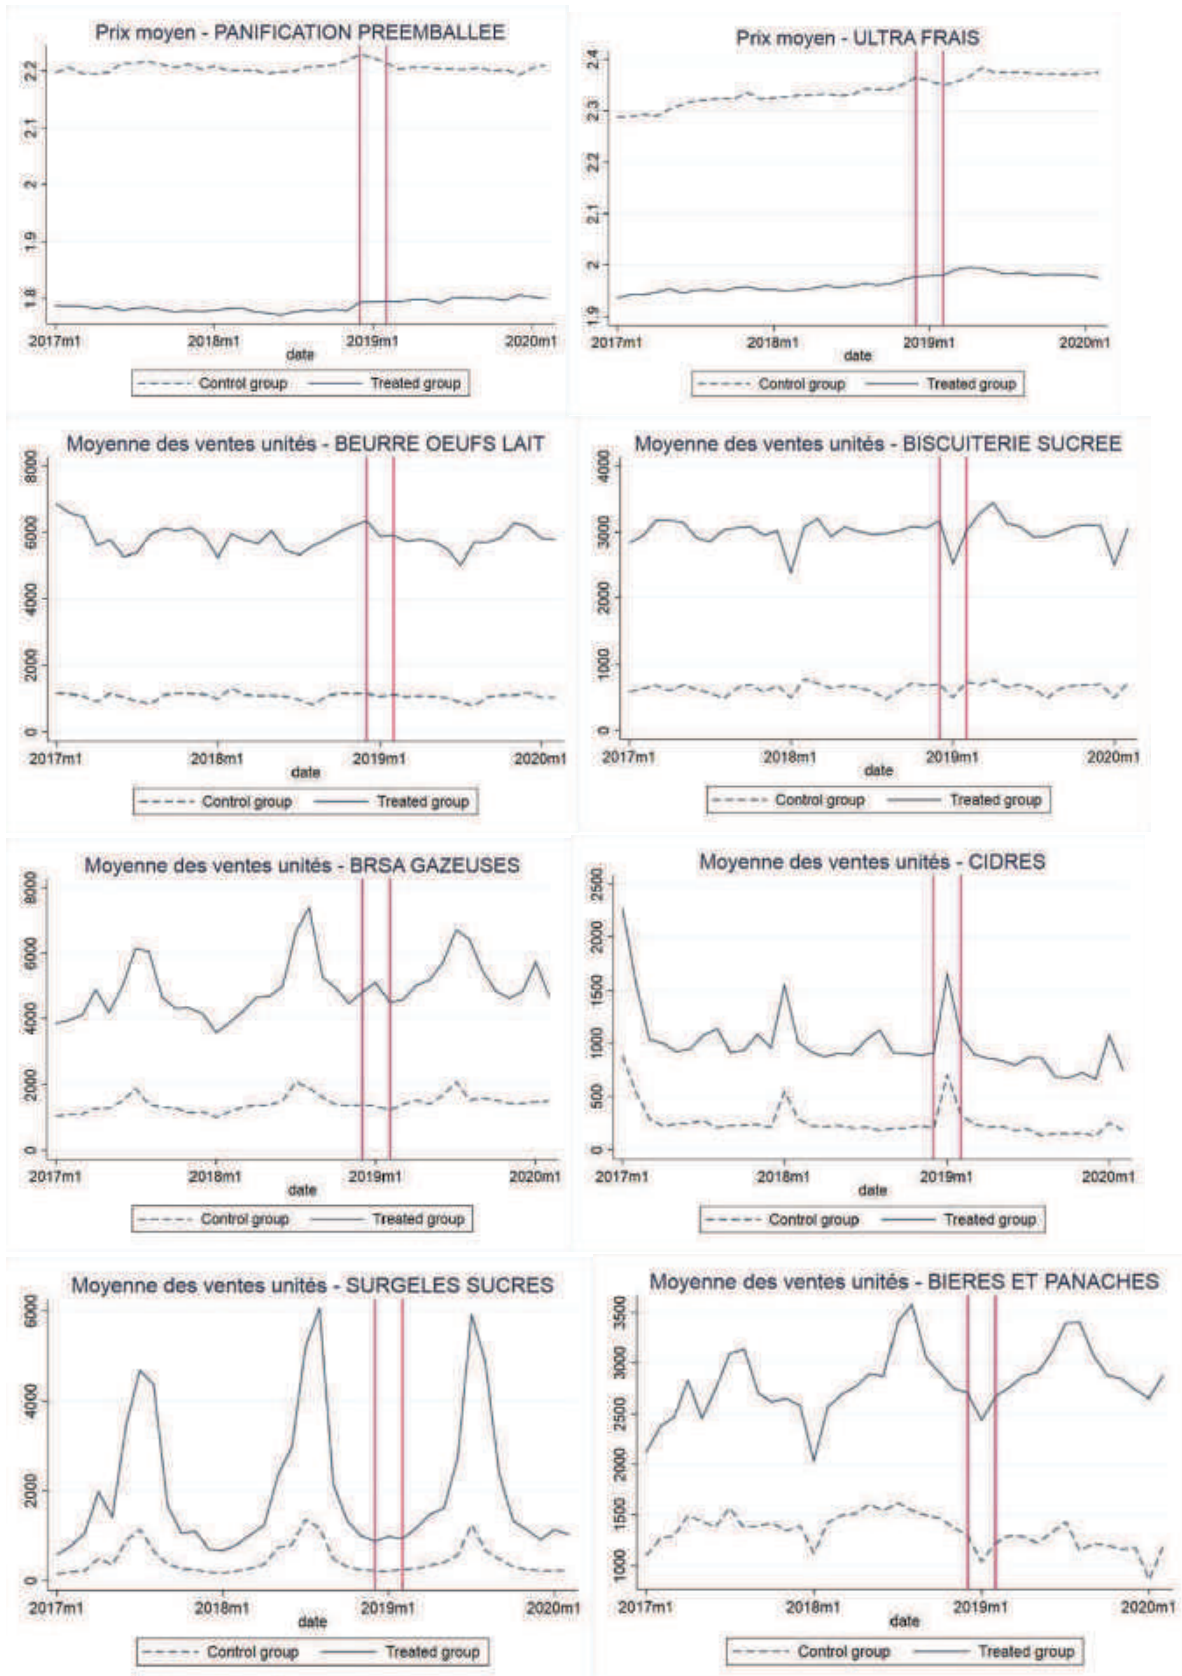 Prix moyen - PANIFICATION PREEMBALLEE
2.2
2.1
2
1.9
1.8
2017m1 2018m1 2019m1 2020m1
date
Control group Treated group
Prix moyen - ULTRA FRAIS
2.4
2.3
2.2
2.1
2
1.9
2017m1 2018m1 2019m1 2020m1
date
Control group Treated group
Moyenne des ventes unités - BEURRE OEUFS LAIT
8000
6000
4000
2000
0
2017m1 2018m1 2019m1 2020m1
date
Control group Treated group
Moyenne des ventes unités - BISCUITERIE SUCREE
4000
3000
2000
1000
0
2017m1 2018m1 2019m1 2020m1
date
Control group Treated group
Moyenne des ventes unités - BRSA GAZEUSES
8000
6000
4000
2000
0
2017m1 2018m1 2019m1 2020m1
date
Control group Treated group
Moyenne des ventes unités - CIDRES
2500
2000
1500
1000
500
0
2017m1 2018m1 2019m1 2020m1
date
Control group Treated group
Moyenne des ventes unités - SURGELES SUCRES
6000
4000
2000
0
2017m1 2018m1 2019m1 2020m1
date
Control group Treated group
Moyenne des ventes unités - BIERES ET PANACHES
3500
3000
2500
2000
1500
1000
2017m1 2018m1 2019m1 2020m1
date
Control group Treated group